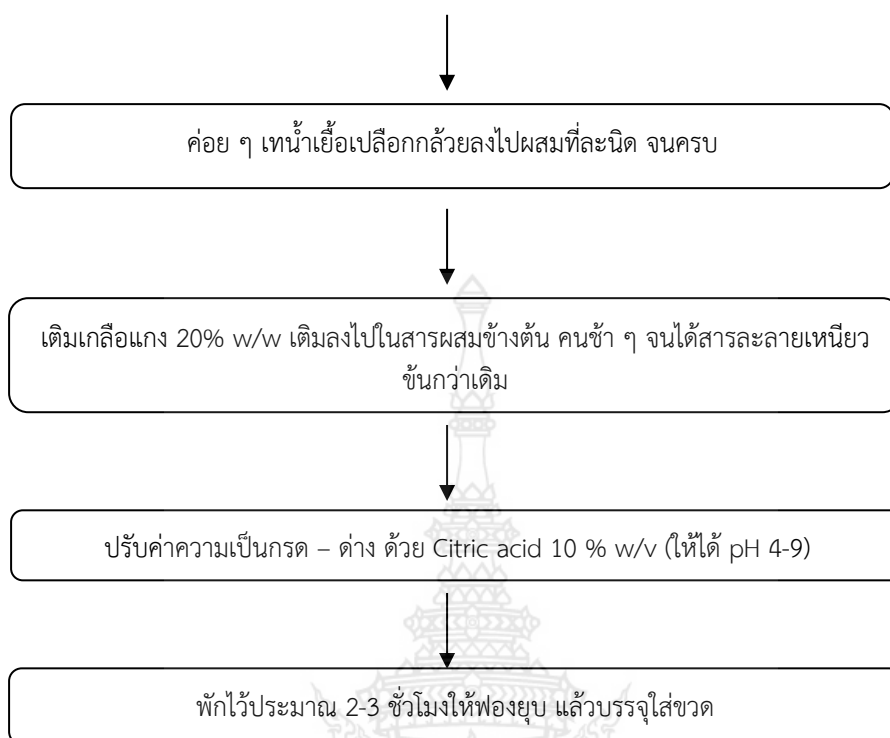 ค่อย ๆ เทน้ำเยื้อเปลือกกล้วยลงไปผสมที่ละนิด จนครบ
เติมเกลือแกง 20% w/w เติมลงไปในสารผสมข้างต้น คนช้า ๆ จนได้สารละลายเหนียว
ข้นกว่าเดิม
ปรับค่าความเป็นกรด – ด่าง ด้วย Citric acid 10 % w/v (ให้ได้ pH 4-9)
พักไว้ประมาณ 2-3 ชั่วโมงให้ฟองยุบ แล้วบรรจุใส่ขวด